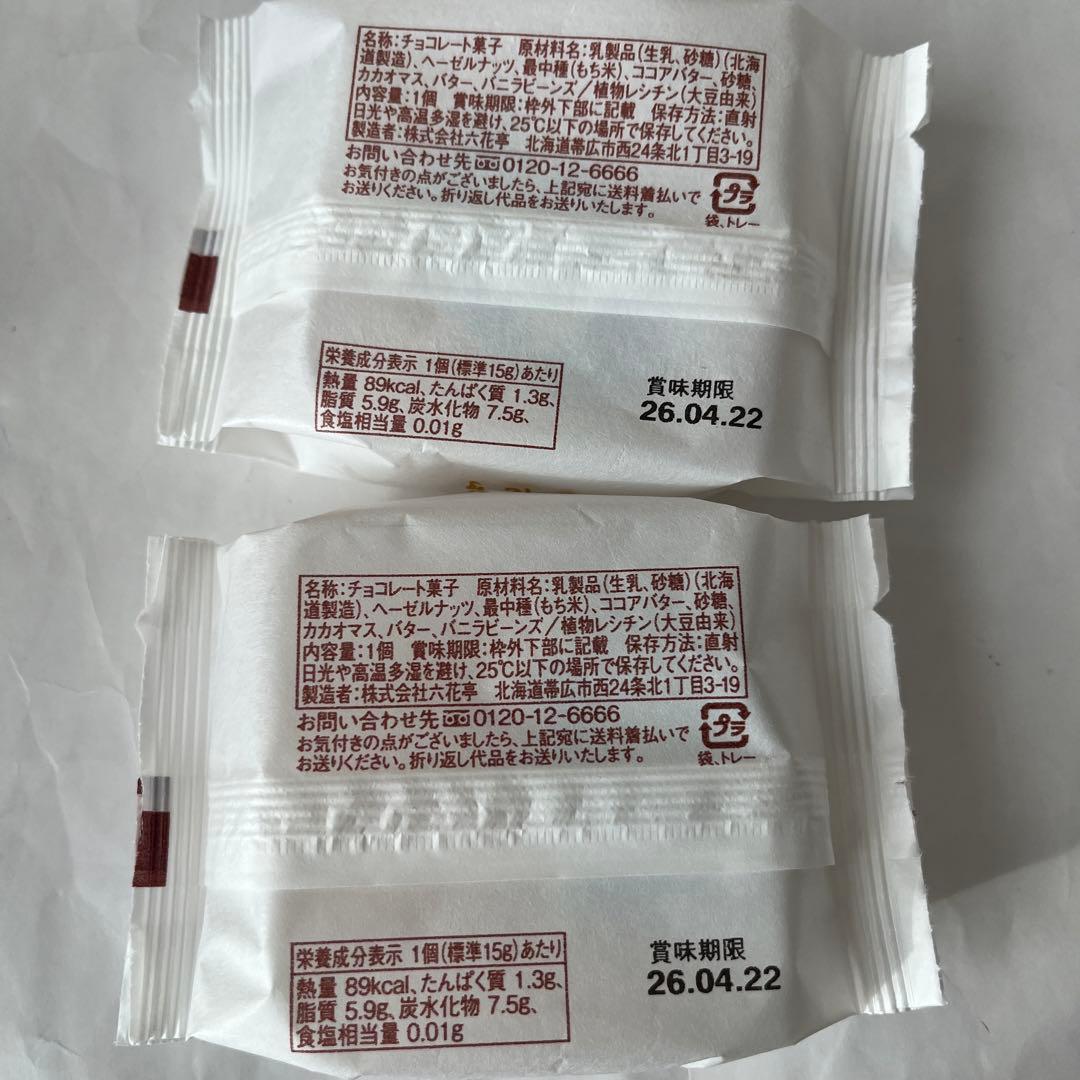 名称:チョコレート菓子 原材料名:乳製品(生乳、砂糖)(北海
道製造)、ヘーゼルナッツ、最中種(もち米)、ココアバター、砂糖、
カカオマス、バター、バニラビーンズ/植物レシチン(大豆由来)
内容量:1個 賞味期限:枠外下部に記載 保存方法:直射
日光や高温多湿を避け、25℃以下の場所で保存してください。
製造者:株式会社六花亭 北海道帯広市西24条北1丁目3-19
お問い合わせ先 0120-12-6666
お気付きの点がございましたら、上記宛に送料着払いで
お送りください。折り返し代品をお送りいたします。
プラ
袋、トレー
栄養成分表示 1個(標準15g)あたり
熱量 89kcal、たんぱく質 1.3g、
脂質 5.9g、炭水化物 7.5g、
食塩相当量 0.01g
賞味期限
26.04.22
名称:チョコレート菓子 原材料名:乳製品(生乳、砂糖)(北海
道製造)、ヘーゼルナッツ、最中種(もち米)、ココアバター、砂糖、
カカオマス、バター、バニラビーンズ/植物レシチン(大豆由来)
内容量:1個 賞味期限:枠外下部に記載 保存方法:直射
日光や高温多湿を避け、25℃以下の場所で保存してください。
製造者:株式会社六花亭 北海道帯広市西24条北1丁目3-19
お問い合わせ先 0120-12-6666
お気付きの点がございましたら、上記宛に送料着払いで
お送りください。折り返し代品をお送りいたします。
プラ
袋、トレー
栄養成分表示 1個(標準15g)あたり
熱量 89kcal、たんぱく質 1.3g、
脂質 5.9g、炭水化物 7.5g、
食塩相当量 0.01g
賞味期限
26.04.22